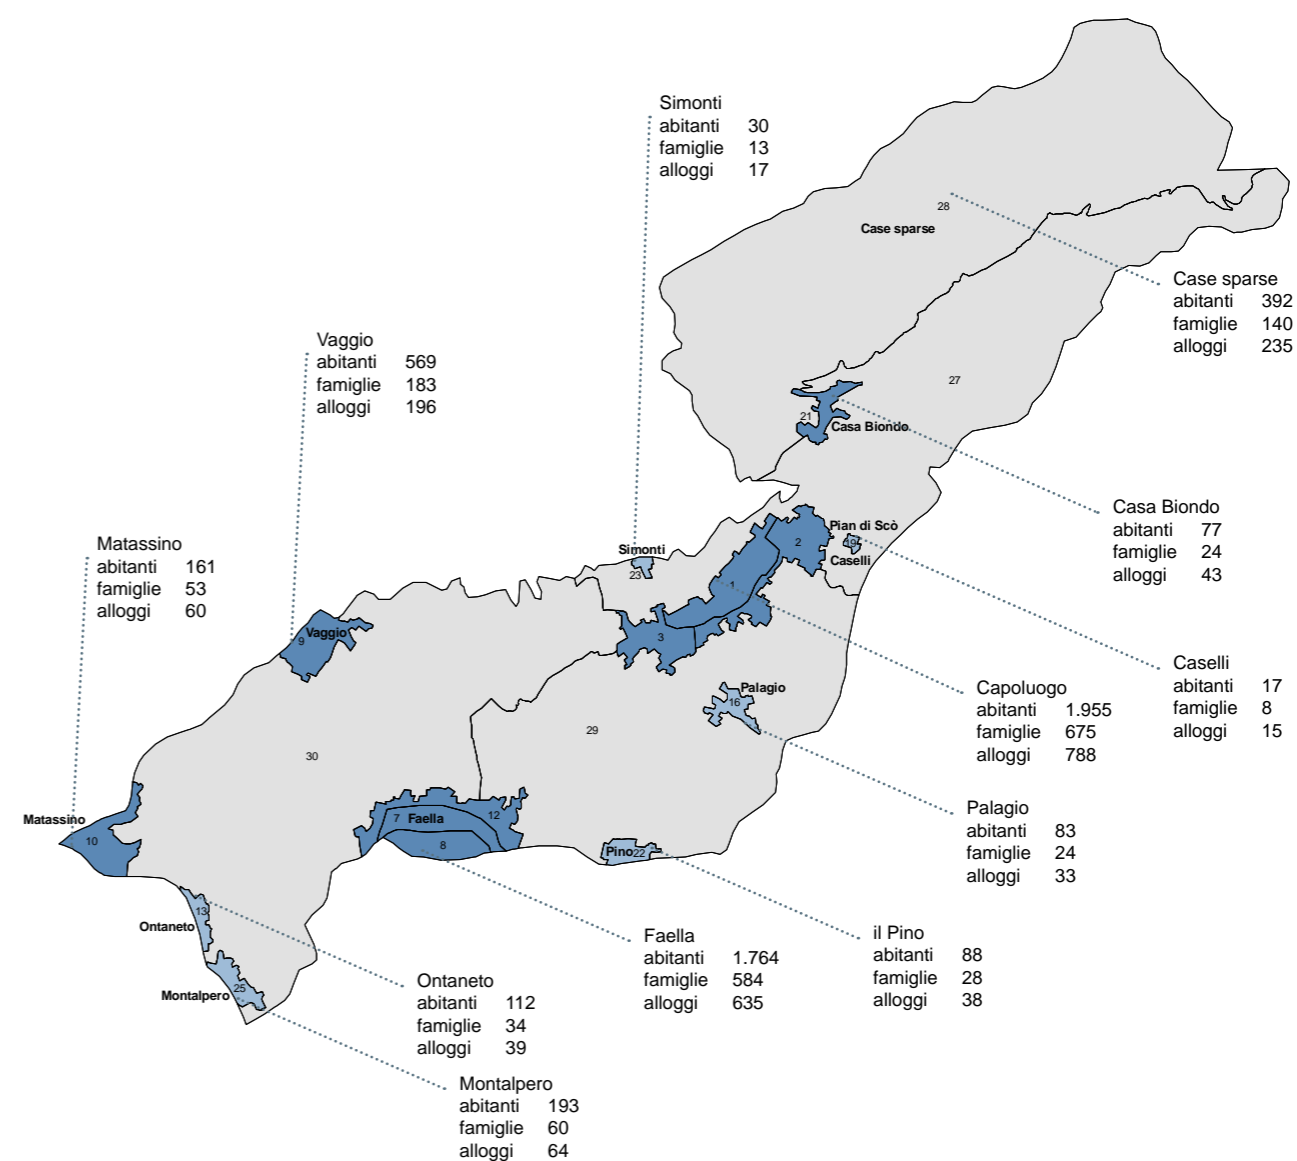 Simonti
abitanti 30
famiglie 13
alloggi 17
28
Case sparse
Case sparse
abitanti 392
famiglie 140
alloggi 235
Vaggio
abitanti 569
famiglie 183
alloggi 196
27
21
Casa Biondo
Casa Biondo
abitanti 77
famiglie 24
alloggi 43
Matassino
abitanti 161
famiglie 53
alloggi 60
Pian di Scò
2
19
Caselli
Simonti
23
1
3
9
Vaggio
Caselli
abitanti 17
famiglie 8
alloggi 15
Capoluogo
abitanti 1.955
famiglie 675
alloggi 788
Palagio
16
29
30
Palagio
abitanti 83
famiglie 24
alloggi 33
Matassino
10
7
Faella
12
8
Pino
22
13
Ontaneto
Montalpero
25
Faella
abitanti 1.764
famiglie 584
alloggi 635
il Pino
abitanti 88
famiglie 28
alloggi 38
Ontaneto
abitanti 112
famiglie 34
alloggi 39
Montalpero
abitanti 193
famiglie 60
alloggi 64